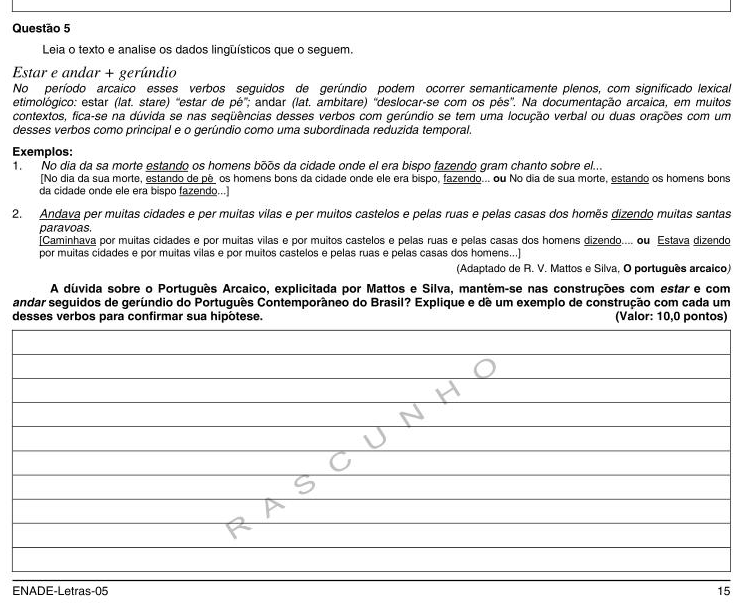 Questão 5
Leia o texto e analise os dados lingüísticos que o seguem.
Estar e andar + gerúndio
No período arcaico esses verbos seguidos de gerúndio podem ocorrer semanticamente plenos, com significado lexical
etimológico: estar (lat. stare) “estar de pé”; andar (lat. ambitare) “deslocar-se com os pés”. Na documentação arcaica, em muitos
contextos, fica-se na dúvida se nas seqüências desses verbos com gerúndio se tem uma locução verbal ou duas orações com um
desses verbos como principal e o gerúndio como uma subordinada reduzida temporal.
Exemplos:
1. No dia da sa morte estando os homens bõõs da cidade onde el era bispo fazendo gram chanto sobre el...
[No dia da sua morte, estando de pé os homens bons da cidade onde ele era bispo, fazendo... ou No dia de sua morte, estando os homens bons
da cidade onde ele era bispo fazendo...]
2. Andava per muitas cidades e per muitas vilas e per muitos castelos e pelas ruas e pelas casas dos homẽs dizendo muitas santas
paravoas.
[Caminhava por muitas cidades e por muitas vilas e por muitos castelos e pelas ruas e pelas casas dos homens dizendo.... ou Estava dizendo
por muitas cidades e por muitas vilas e por muitos castelos e pelas ruas e pelas casas dos homens...]
(Adaptado de R. V. Mattos e Silva, O português arcaico)
A dúvida sobre o Português Arcaico, explicitada por Mattos e Silva, mantém-se nas construções com estar e com
andar seguidos de gerúndio do Português Contemporâneo do Brasil? Explique e dê um exemplo de construção com cada um
desses verbos para confirmar sua hipótese. (Valor: 10,0 pontos)
RASCUNHO
ENADE-Letras-05 15